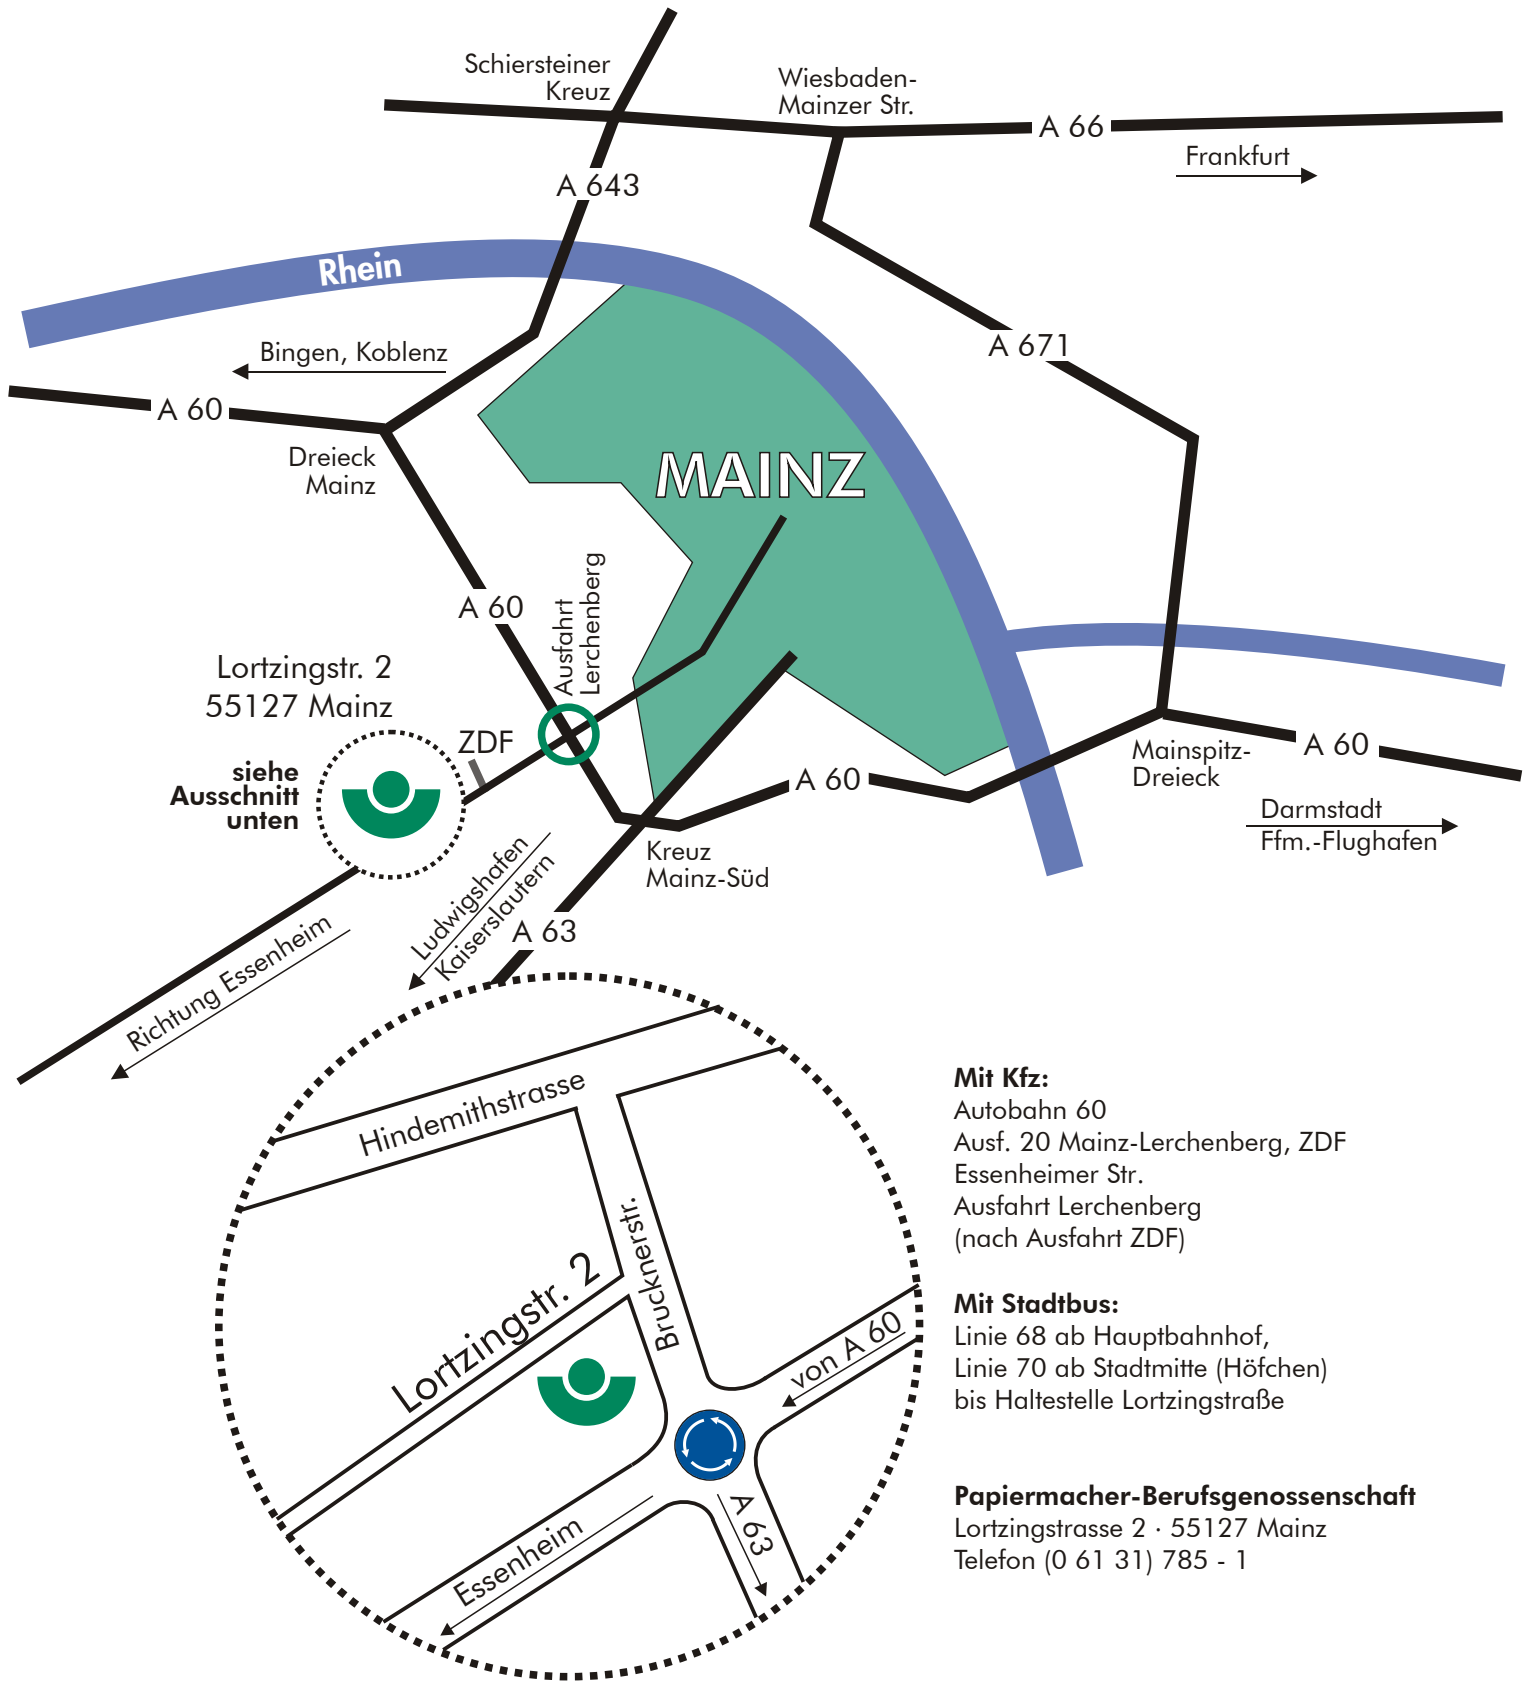 Schiersteiner
Kreuz
Wiesbaden-
Mainzer Str.
A 66
Frankfurt
A 643
Rhein
Bingen, Koblenz
A 60
A 671
Dreieck
Mainz
MAINZ
A 60
Ausfahrt
Lerchenberg
Lortzingstr. 2
55127 Mainz
ZDF
siehe
Ausschnitt
unten
A 60
Mainspitz-
Dreieck
A 60
Darmstadt
Ffm.-Flughafen
Kreuz
Mainz-Süd
Ludwigshafen
Kaiserslautern
A 63
Richtung Essenheim
Hindemithstrasse
Brucknerstr.
Lortzingstr. 2
von A 60
A 63
Essenheim
Mit Kfz:
Autobahn 60
Ausf. 20 Mainz-Lerchenberg, ZDF
Essenheimer Str.
Ausfahrt Lerchenberg
(nach Ausfahrt ZDF)
Mit Stadtbus:
Linie 68 ab Hauptbahnhof,
Linie 70 ab Stadtmitte (Höfchen)
bis Haltestelle Lortzingstraße
Papiermacher-Berufsgenossenschaft
Lortzingstrasse 2 · 55127 Mainz
Telefon (0 61 31) 785 - 1